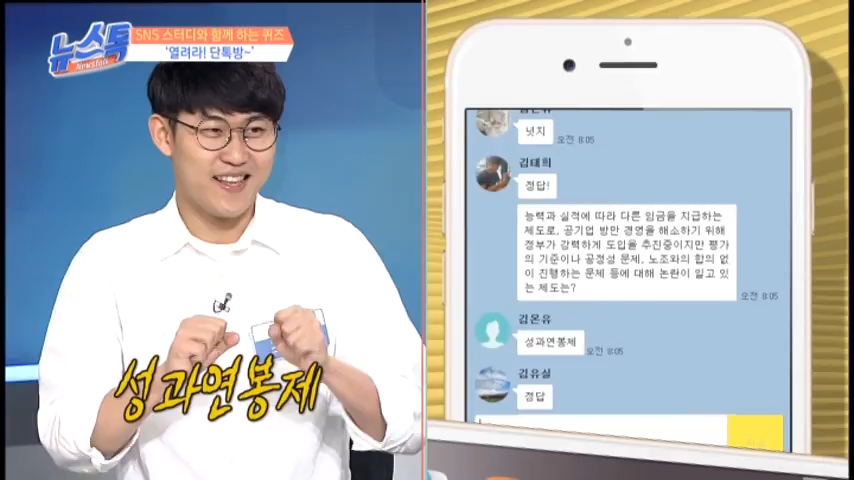 뉴스톡
Newstalk
SNS 스터디와 함께 하는 퀴즈
'열려라! 단톡방~'
성과연봉제
넛지
오전 8:05
김태희
정답!
능력과 실적에 따라 다른 임금을 지급하는
제도로, 공기업 방만 경영을 해소하기 위해
정부가 강력하게 도입을 추진중이지만 평가
의 기준이나 공정성 문제, 노조와의 합의 없
이 진행하는 문제 등에 대해 논란이 일고 있
는 제도는?
오전 8:05
김온유
성과연봉제
오전 8:05
김유실
정답